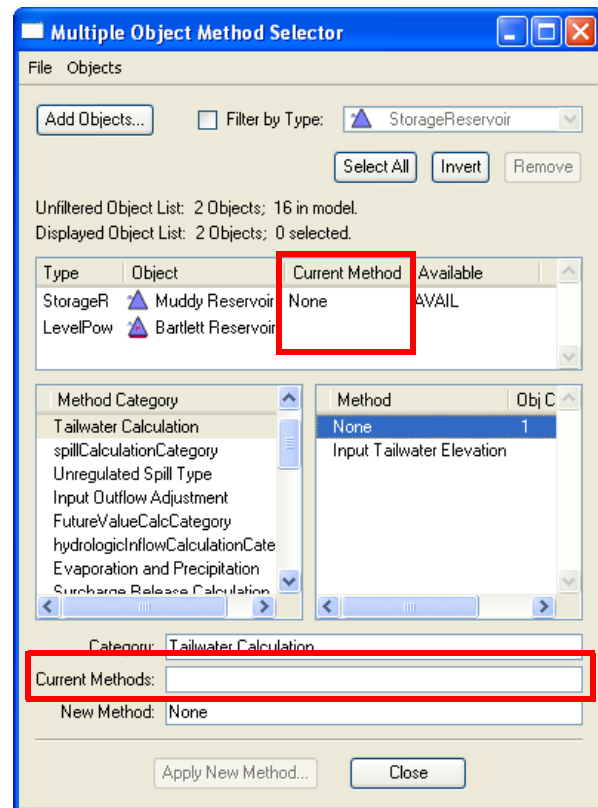 Multiple Object Method Selector
File Objects
Add Objects... Filter by Type: StorageReservoir
Select All Invert Remove
Unfiltered Object List: 2 Objects; 16 in model.
Displayed Object List: 2 Objects; 0 selected.
Type Object Current Method Available
StorageR Muddy Reservoir None AVAIL
LevelPow Bartlett Reservoir
Method Category Method Obj C
Tailwater Calculation None 1
spillCalculationCategory Input Tailwater Elevation
Unregulated Spill Type
Input Outflow Adjustment
FutureValueCalcCategory
hydrologicInflowCalculationCate
Evaporation and Precipitation
Surcharge Release Calculation
Category: Tailwater Calculation
Current Methods:
New Method: None
Apply New Method... Close